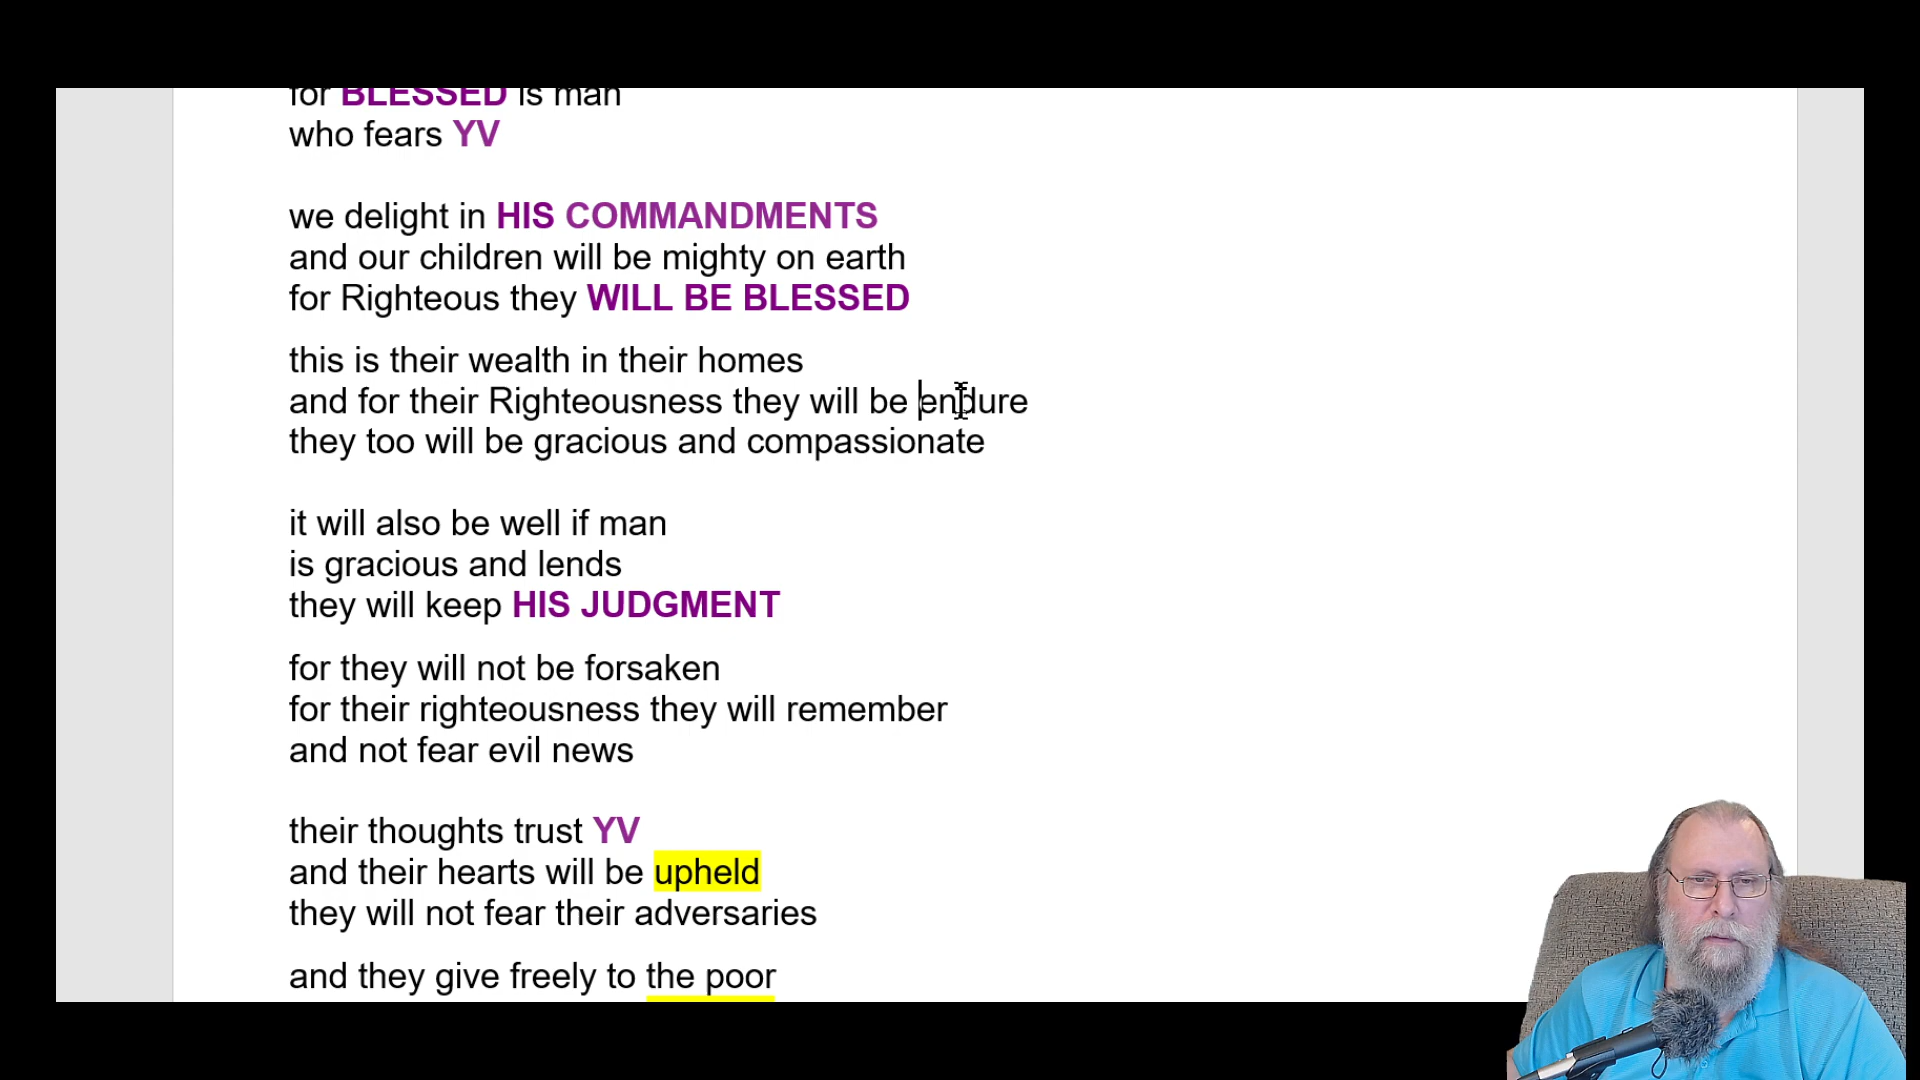 for BLESSED is man
who fears YV
we delight in HIS COMMANDMENTS
and our children will be mighty on earth
for Righteous they WILL BE BLESSED
this is their wealth in their homes
and for their Righteousness they will be endure
they too will be gracious and compassionate
it will also be well if man
is gracious and lends
they will keep HIS JUDGMENT
for they will not be forsaken
for their righteousness they will remember
and not fear evil news
their thoughts trust YV
and their hearts will be upheld
they will not fear their adversaries
and they give freely to the poor